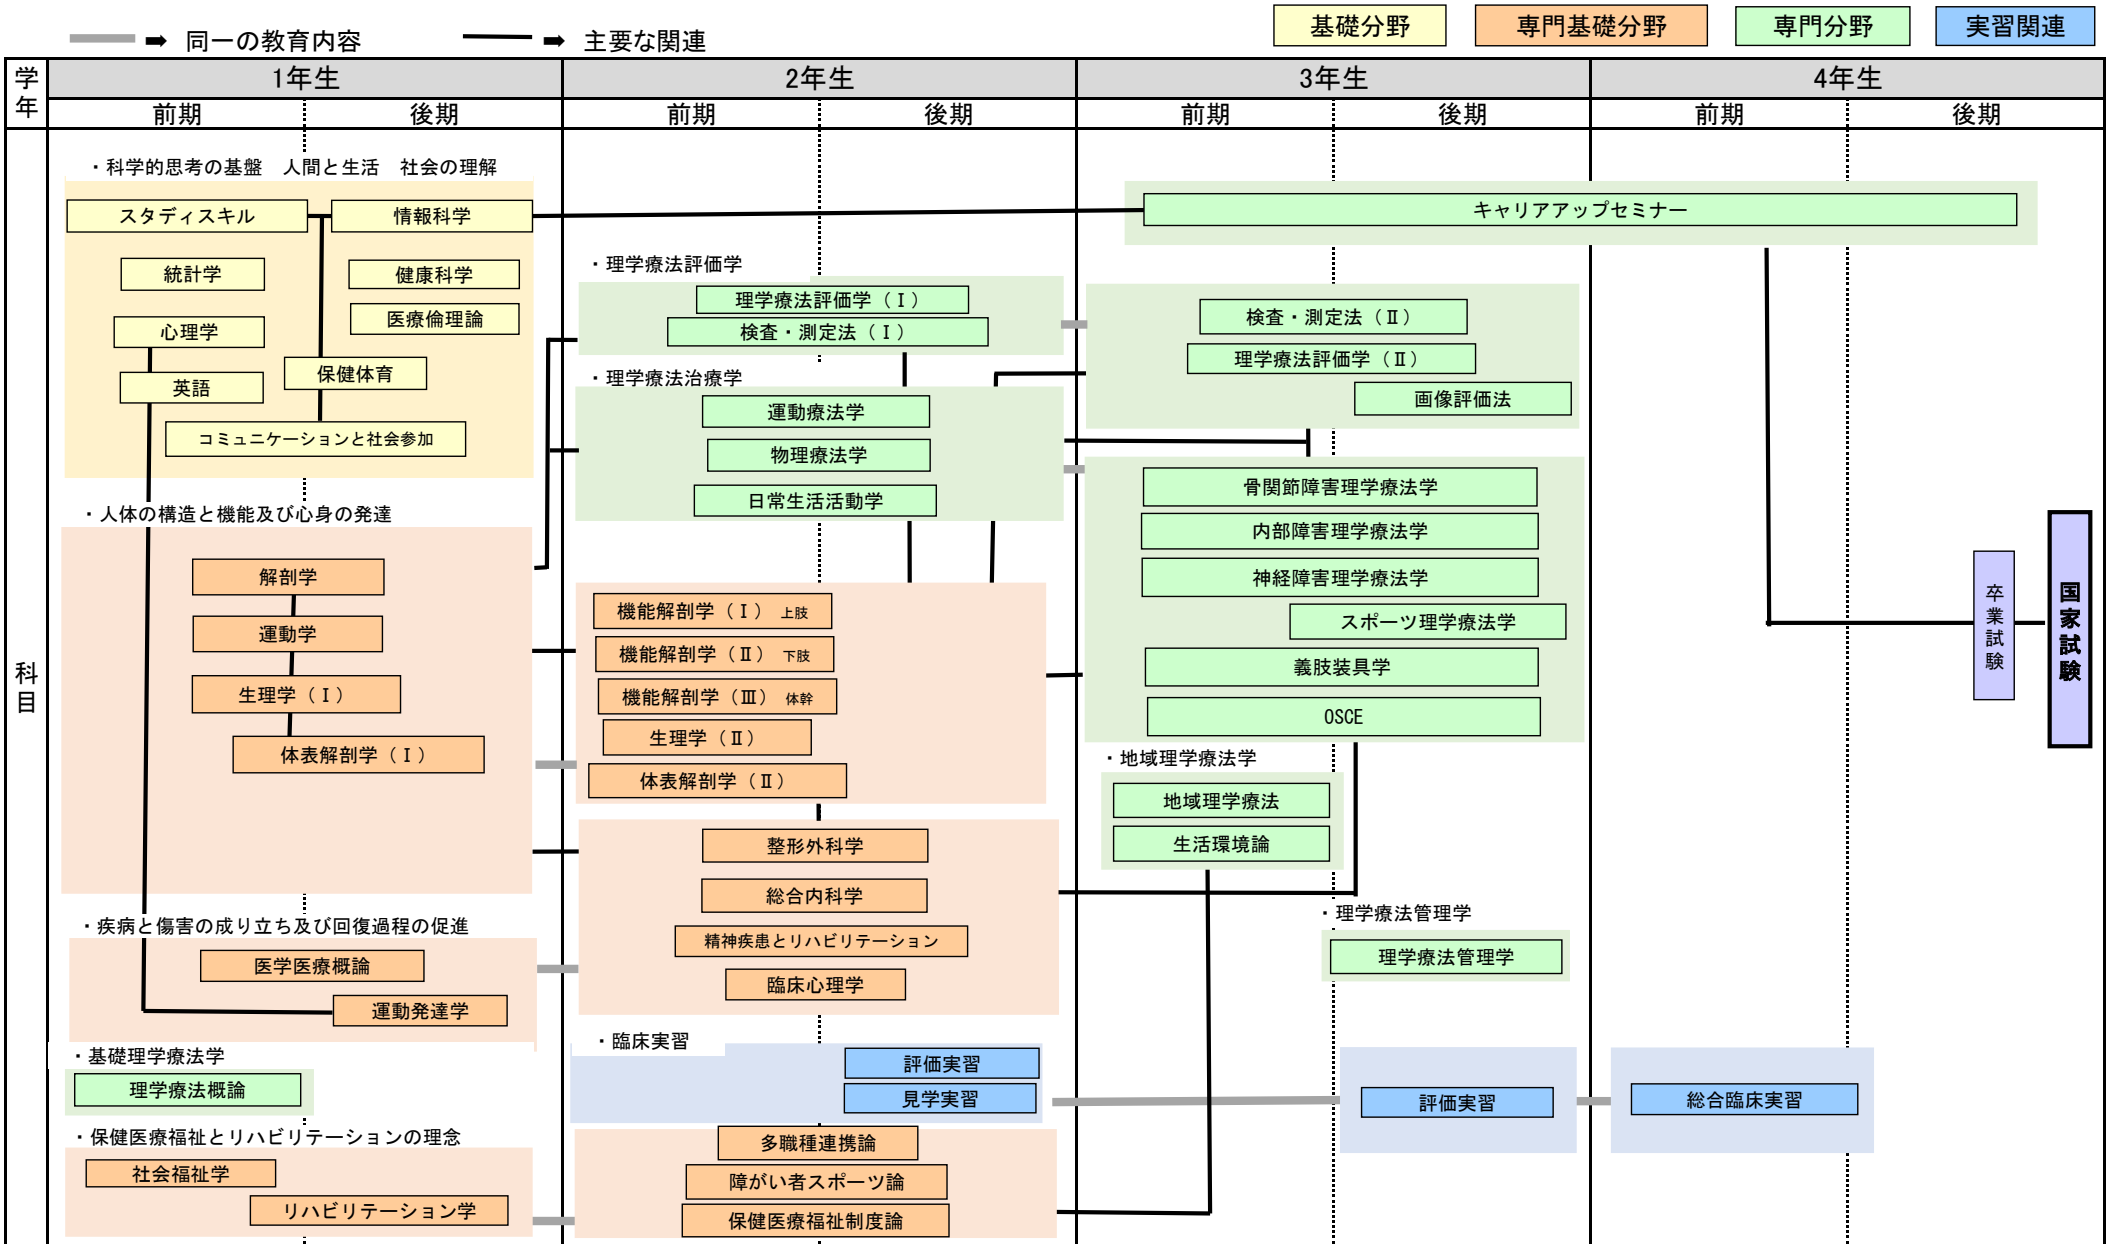 同一の教育内容
主要な関連
基礎分野
専門基礎分野
専門分野
実習関連
学年
1年生
2年生
3年生
4年生
前期
後期
前期
後期
前期
後期
前期
後期
科目
・科学的思考の基盤　人間と生活　社会の理解
スタディスキル
情報科学
統計学
健康科学
医療倫理論
心理学
保健体育
英語
コミュニケーションと社会参加
・人体の構造と機能及び心身の発達
解剖学
運動学
生理学（Ⅰ）
体表解剖学（Ⅰ）
・疾病と傷害の成り立ち及び回復過程の促進
医学医療概論
運動発達学
・基礎理学療法学
理学療法概論
・保健医療福祉とリハビリテーションの理念
社会福祉学
リハビリテーション学
・理学療法評価学
理学療法評価学（Ⅰ）
検査・測定法（Ⅰ）
・理学療法治療学
運動療法学
物理療法学
日常生活活動学
機能解剖学（Ⅰ）上肢
機能解剖学（Ⅱ）下肢
機能解剖学（Ⅲ）体幹
生理学（Ⅱ）
体表解剖学（Ⅱ）
整形外科学
総合内科学
精神疾患とリハビリテーション
臨床心理学
・臨床実習
評価実習
見学実習
多職種連携論
障がい者スポーツ論
保健医療福祉制度論
キャリアアップセミナー
検査・測定法（Ⅱ）
理学療法評価学（Ⅱ）
画像評価法
骨関節障害理学療法学
内部障害理学療法学
神経障害理学療法学
スポーツ理学療法学
義肢装具学
OSCE
・地域理学療法学
地域理学療法
生活環境論
・理学療法管理学
理学療法管理学
評価実習
総合臨床実習
卒業試験
国家試験